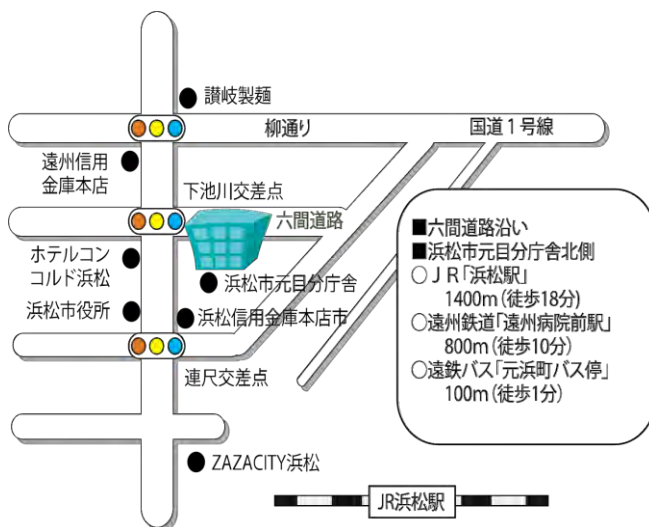 讃岐製麺
柳通り
国道1号線
遠州信用
金庫本店
下池川交差点
六間道路
ホテルコン
コルド浜松
浜松市元目分庁舎
浜松市役所
浜松信用金庫本店市
連尺交差点
ZAZACITY浜松
JR浜松駅
■六間道路沿い
■浜松市元目分庁舎北側
○JR「浜松駅」
1400m(徒歩18分)
○遠州鉄道「遠州病院前駅」
800m(徒歩10分)
○遠鉄バス「元浜町バス停」
100m(徒歩1分)